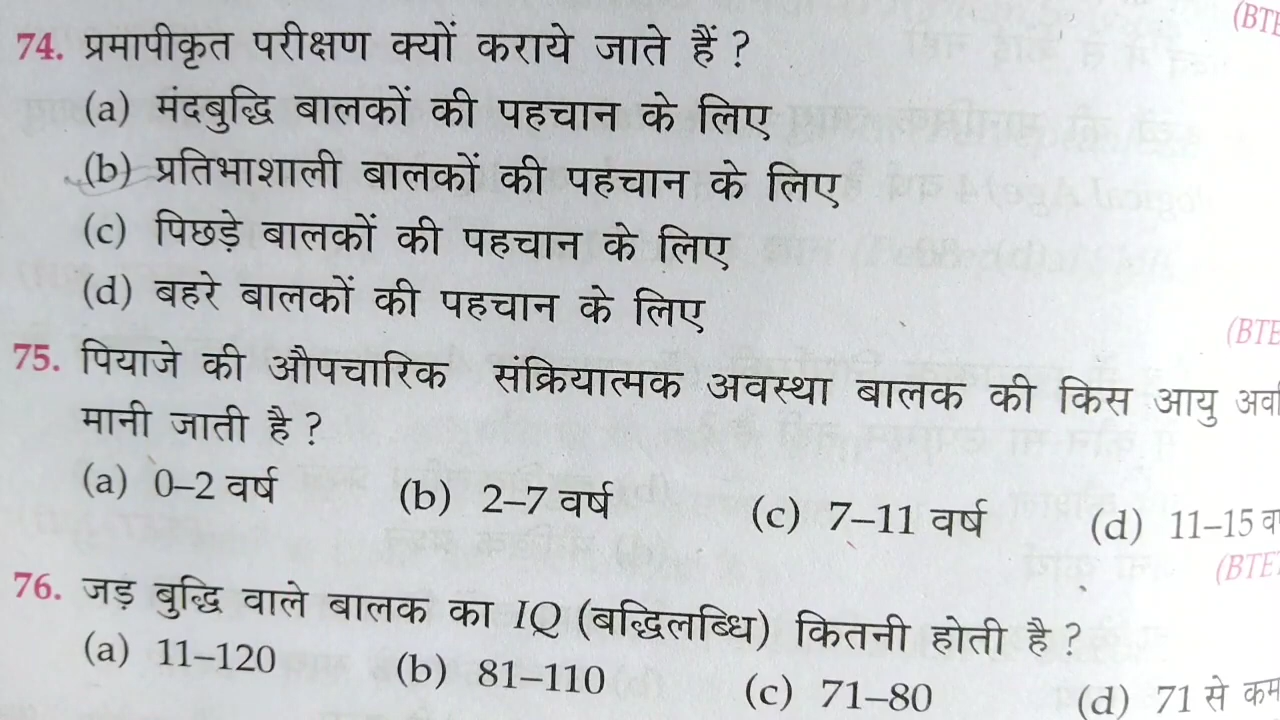 (BTE
74. प्रमापीकृत परीक्षण क्यों कराये जाते हैं ?
(a) मंदबुद्धि बालकों की पहचान के लिए
(b) प्रतिभाशाली बालकों की पहचान के लिए
(c) पिछड़े बालकों की पहचान के लिए
(d) बहरे बालकों की पहचान के लिए
(BTE
75. पियाजे की औपचारिक संक्रियात्मक अवस्था बालक की किस आयु
मानी जाती है ?
(a) 0–2 वर्ष (b) 2–7 वर्ष (c) 7–11 वर्ष (d) 11–15
(BTE
76. जड़ बुद्धि वाले बालक का IQ (बद्धिलब्धि) कितनी होती है ?
(a) 11–120 (b) 81–110 (c) 71–80 (d) 71 से कम